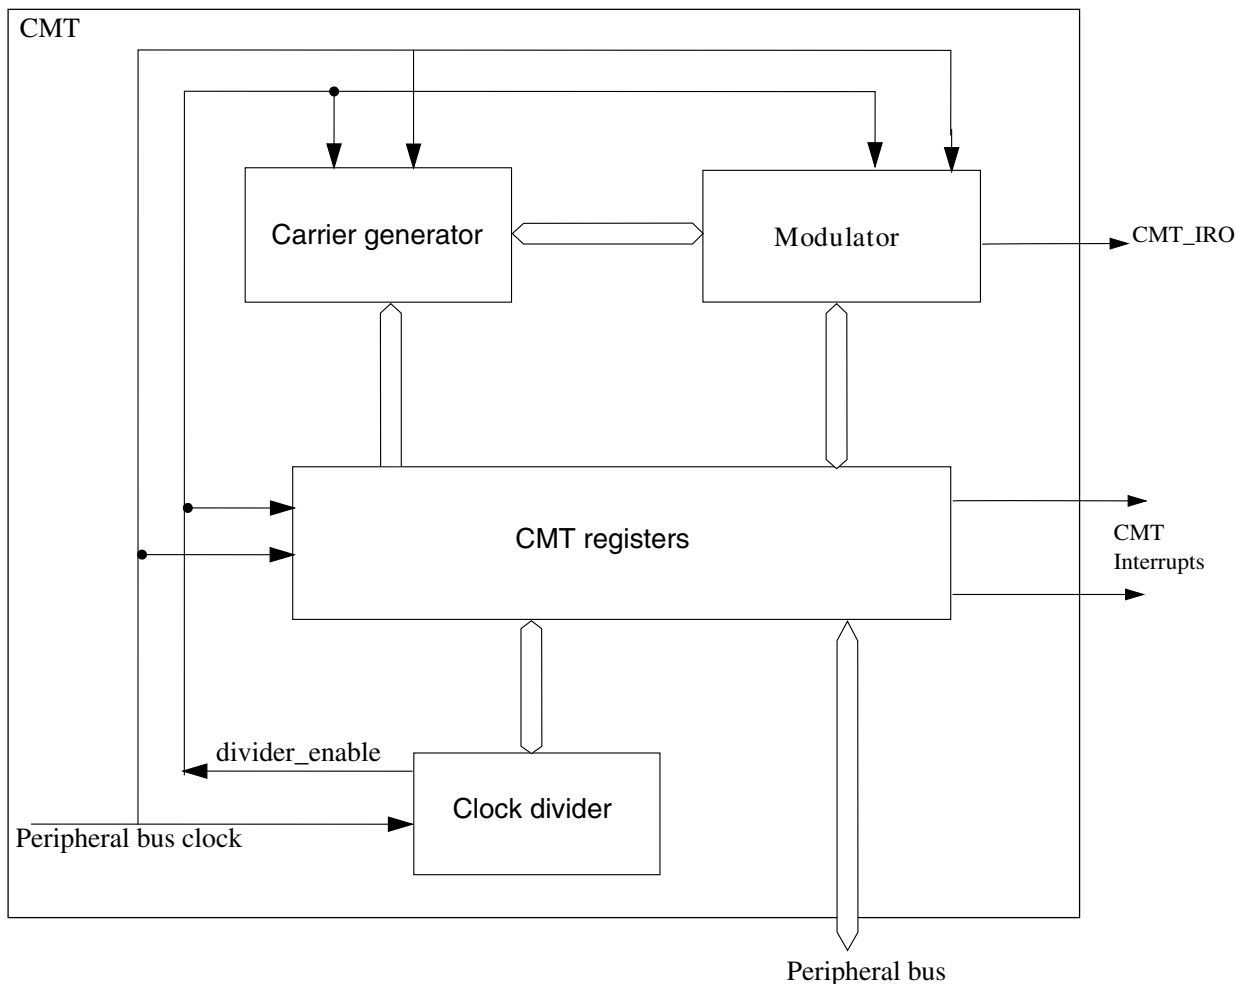 CMT
Carrier generator
Modulator
CMT_IRO
CMT registers
CMT
Interrupts
divider_enable
Clock divider
Peripheral bus clock
Peripheral bus